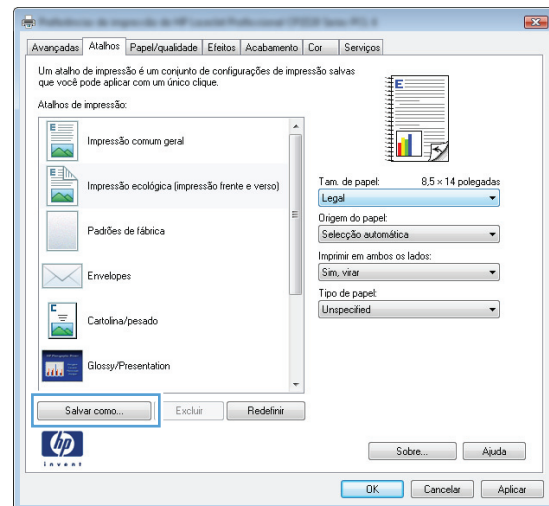 Avançadas Atalhos Papel/qualidade Efeitos Acabamento Cor Serviços
Um atalho de impressão é um conjunto de configurações de impressão salvas
que você pode aplicar com um único clique.
Atalhos de impressão:
Impressão comum geral
Impressão ecológica (impressão frente e verso)
Padrões de fábrica
Envelopes
Cartolina/pesado
Glossy/Presentation
Salvar como... Excluir Redefinir
Tam. de papel: 8,5 × 14 polegadas
Legal
Origem do papel:
Selecção automática
Imprimir em ambos os lados:
Sim, virar
Tipo de papel:
Unspecified
hp
invent
Sobre... Ajuda
OK Cancelar Aplicar